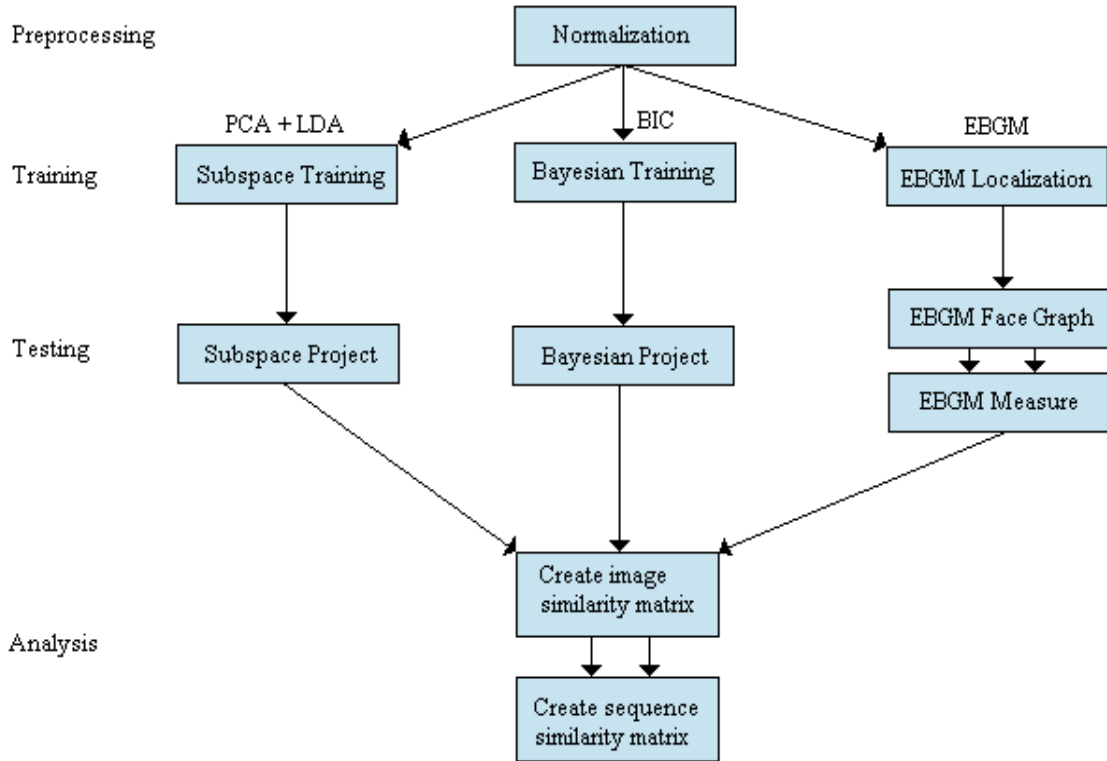 Preprocessing
Normalization
PCA + LDA
BIC
EBGM
Training
Subspace Training
Bayesian Training
EBGM Localization
EBGM Face Graph
Testing
Subspace Project
Bayesian Project
EBGM Measure
Create image
similarity matrix
Analysis
Create sequence
similarity matrix